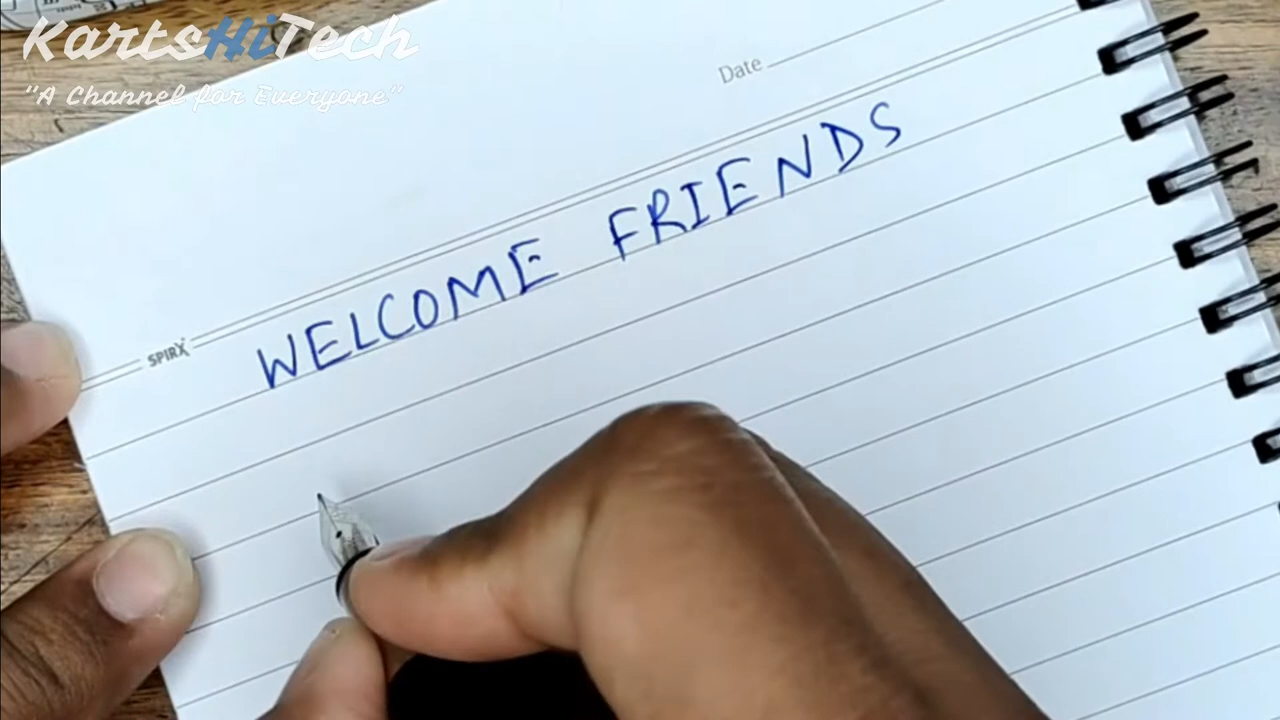 KartsHiTech
"A Channel for Everyone"
Date
SPIRX
WELCOME FRIENDS